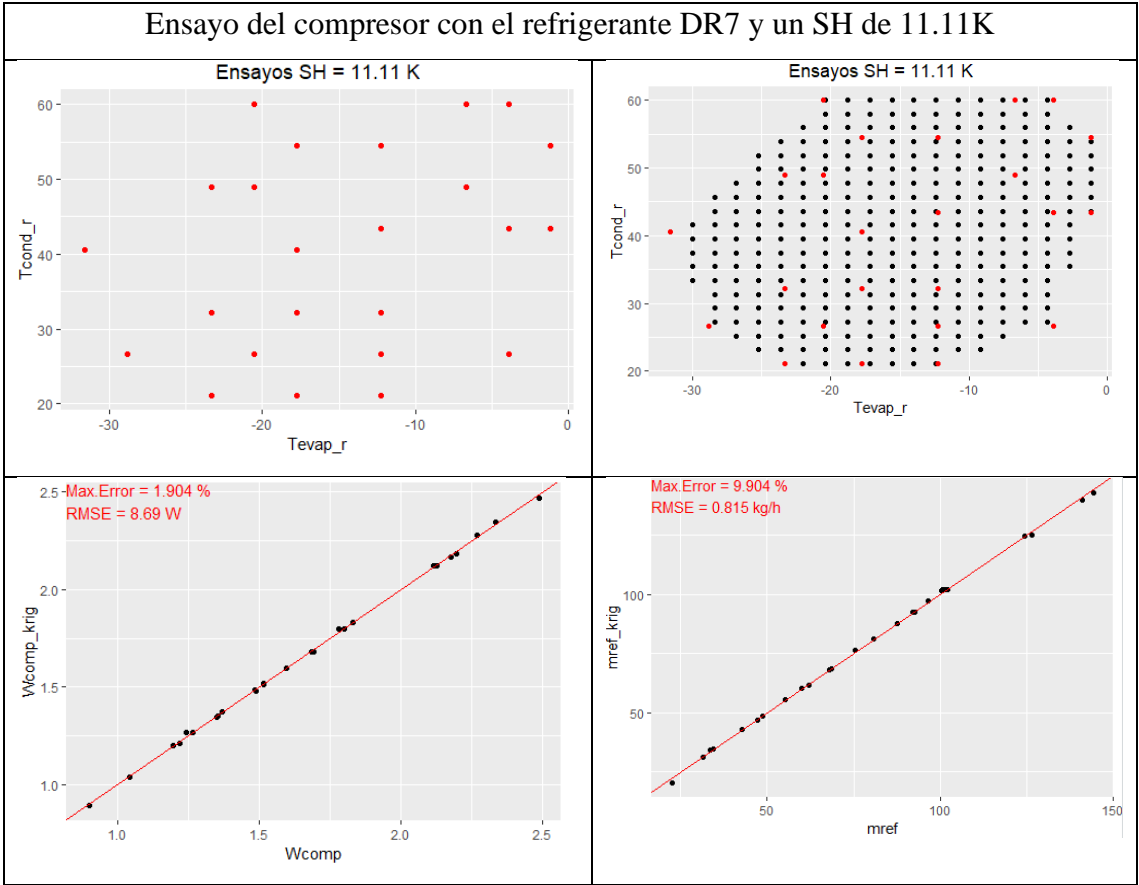 Ensayo del compresor con el refrigerante DR7 y un SH de 11.11K
Ensayos SH = 11.11 K
60
50
40
30
20
Tcond_r
-30
-20
-10
0
Tevap_r
Ensayos SH = 11.11 K
60
50
40
30
20
Tcond_r
-30
-20
-10
0
Tevap_r
Max.Error = 1.904 %
RMSE = 8.69 W
2.5
2.0
1.5
1.0
Wcomp_krig
1.0
1.5
2.0
2.5
Wcomp
Max.Error = 9.904 %
RMSE = 0.815 kg/h
100
50
mref_krig
50
100
150
mref